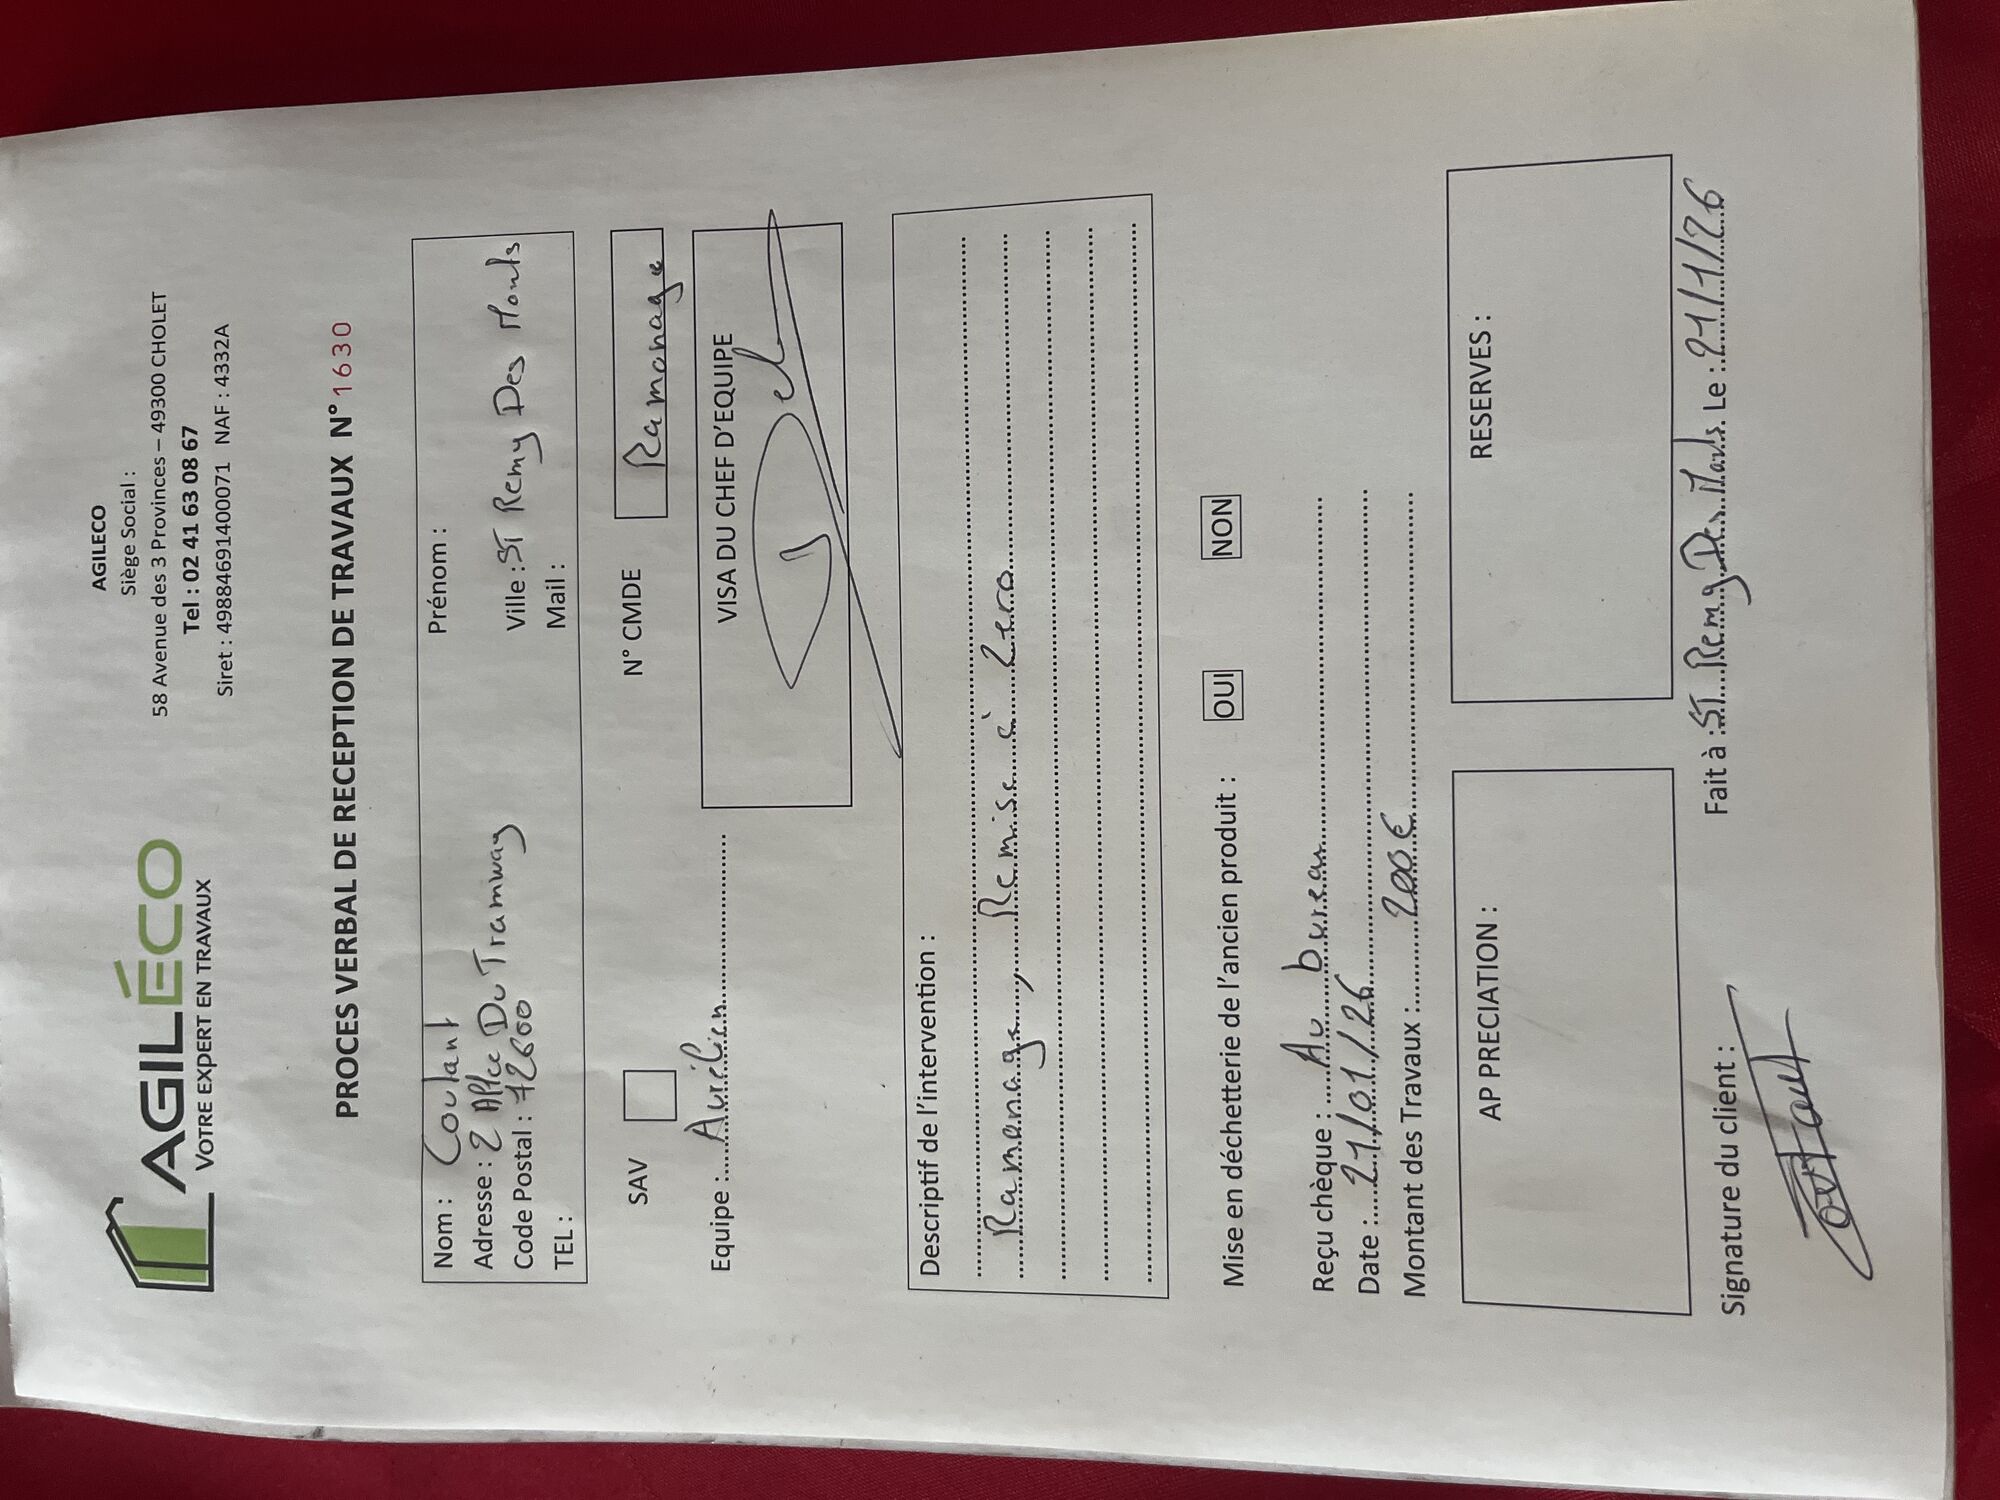 AGILÉCO
VOTRE EXPERT EN TRAVAUX
AGILECO
Siège Social :
58 Avenue des 3 Provinces – 49300 CHOLET
Tel : 02 41 63 08 67
Siret : 49884691400071 NAF : 4332A
PROCES VERBAL DE RECEPTION DE TRAVAUX N° 1630
Nom : Coutant Prénom :
Adresse : 2 Allée Du Tramway
Code Postal : 72600 Ville : ST Remy Des Monts
TEL : Mail :
SAV N° CMDE Ramonage
Equipe : Aurélien VISA DU CHEF D'EQUIPE
Descriptif de l'intervention :
Ramonage, Remise à Zero
Mise en déchetterie de l'ancien produit : OUI NON
Reçu chèque : Au bureau
Date : 21/01/26
Montant des Travaux : 200€
AP PRECIATION : RESERVES :
Signature du client : Fait à : ST Remy Des Monts Le : 21/1/26